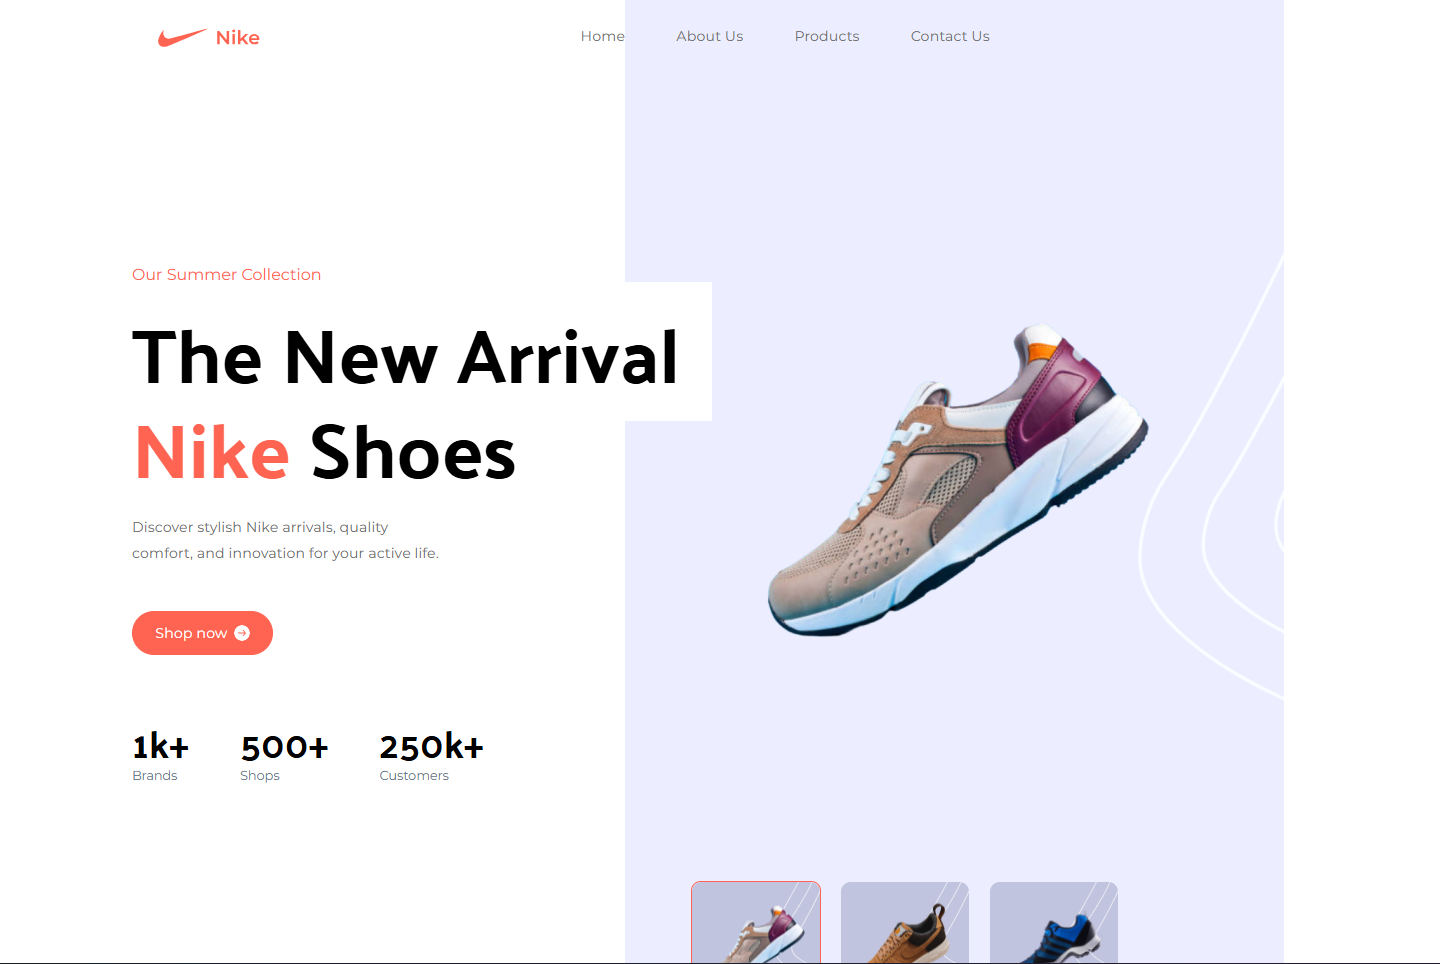 Nike
Home About Us Products Contact Us
Our Summer Collection
The New Arrival
Nike Shoes
Discover stylish Nike arrivals, quality
comfort, and innovation for your active life.
Shop now
1k+ 500+ 250k+
Brands Shops Customers